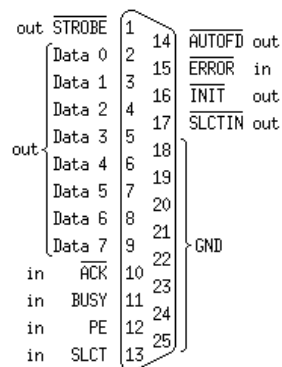 out STROBE 1
14 AUTOFD out
Data 0 2
15 ERROR in
Data 1 3
16 INIT out
Data 2 4
17 SLCTIN out
Data 3 5
out
18
Data 4 6
19
Data 5 7
20
Data 6 8
21
Data 7 9
GND
22
in ACK 10
23
in BUSY 11
24
in PE 12
25
in SLCT 13